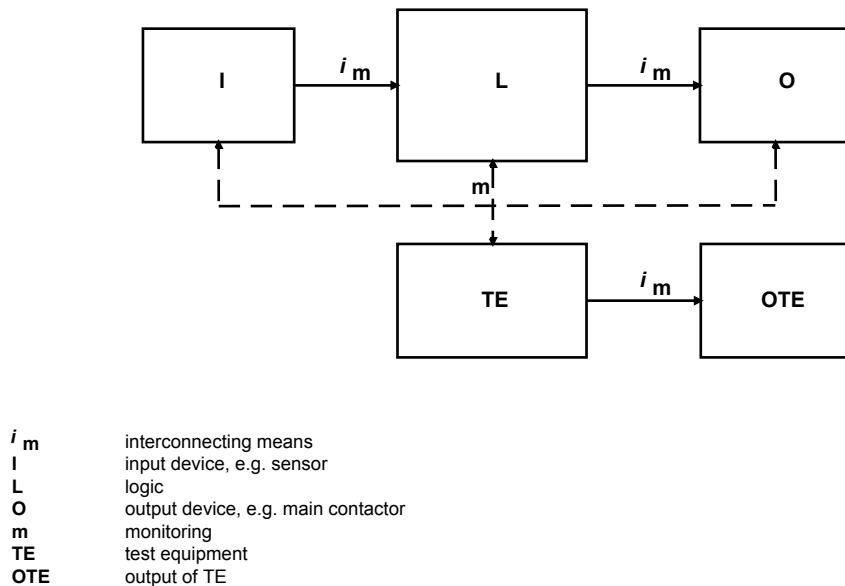 I
i m
L
i m
O
m
TE
i m
OTE
i m interconnecting means
I input device, e.g. sensor
L logic
O output device, e.g. main contactor
m monitoring
TE test equipment
OTE output of TE